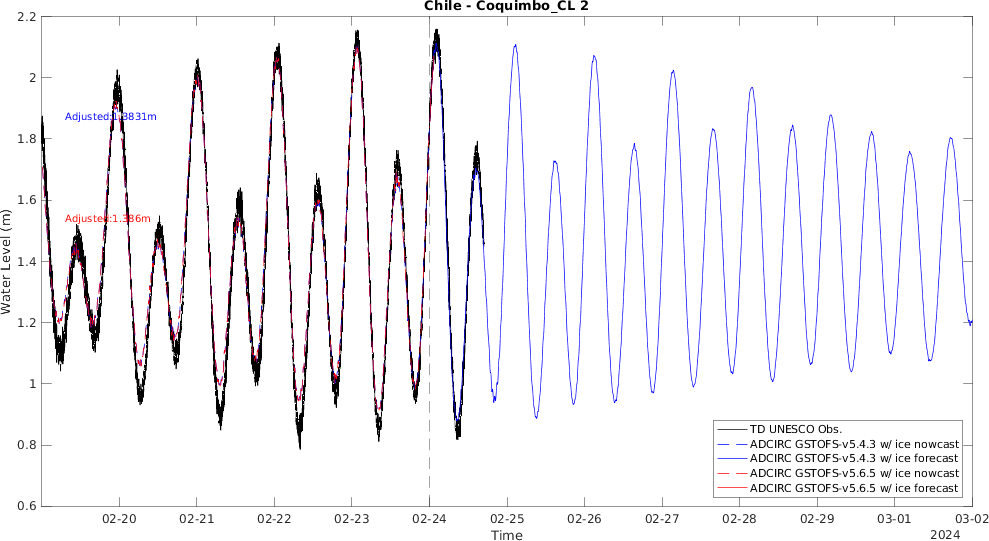 Chile - Coquimbo_CL 2
2.2
2
1.8
1.6
1.4
1.2
1
0.8
0.6
Water Level (m)
Adjusted:1.3831m
Adjusted:1.386m
TD UNESCO Obs.
ADCIRC GSTOFS-v5.4.3 w/ ice nowcast
ADCIRC GSTOFS-v5.4.3 w/ ice forecast
ADCIRC GSTOFS-v5.6.5 w/ ice nowcast
ADCIRC GSTOFS-v5.6.5 w/ ice forecast
02-20 02-21 02-22 02-23 02-24 02-25 02-26 02-27 02-28 02-29 03-01 03-02
Time
2024